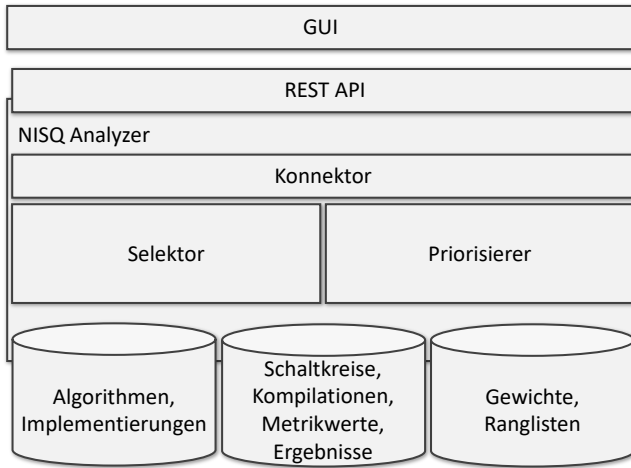 GUI
REST API
NISQ Analyzer
Konnektor
Selektor
Priorisierer
Algorithmen,
Implementierungen
Schaltkreise,
Kompilationen,
Metrikwerte,
Ergebnisse
Gewichte,
Ranglisten